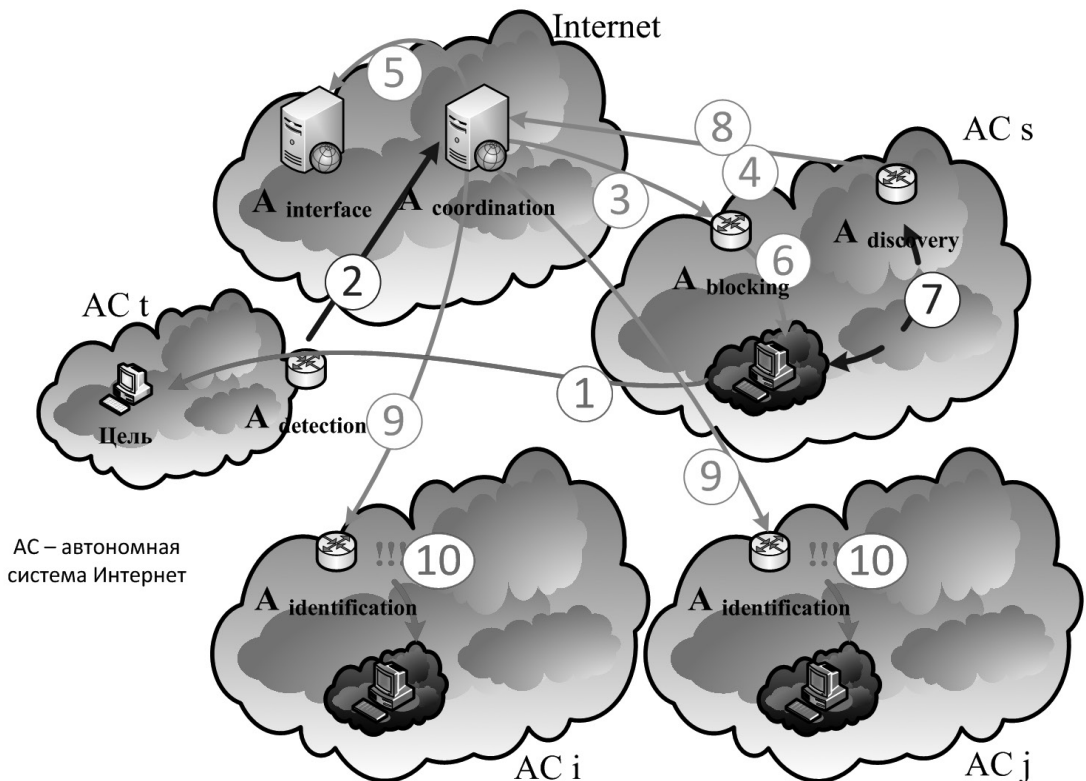 Internet
5
8
AC s
4
3
A interface
A coordination
A discovery
6
2
A blocking
7
AC t
1
Цель
A detection
9
9
АС – автономная
система Интернет
!!!
10
!!!
10
A identification
A identification
AC i
AC j